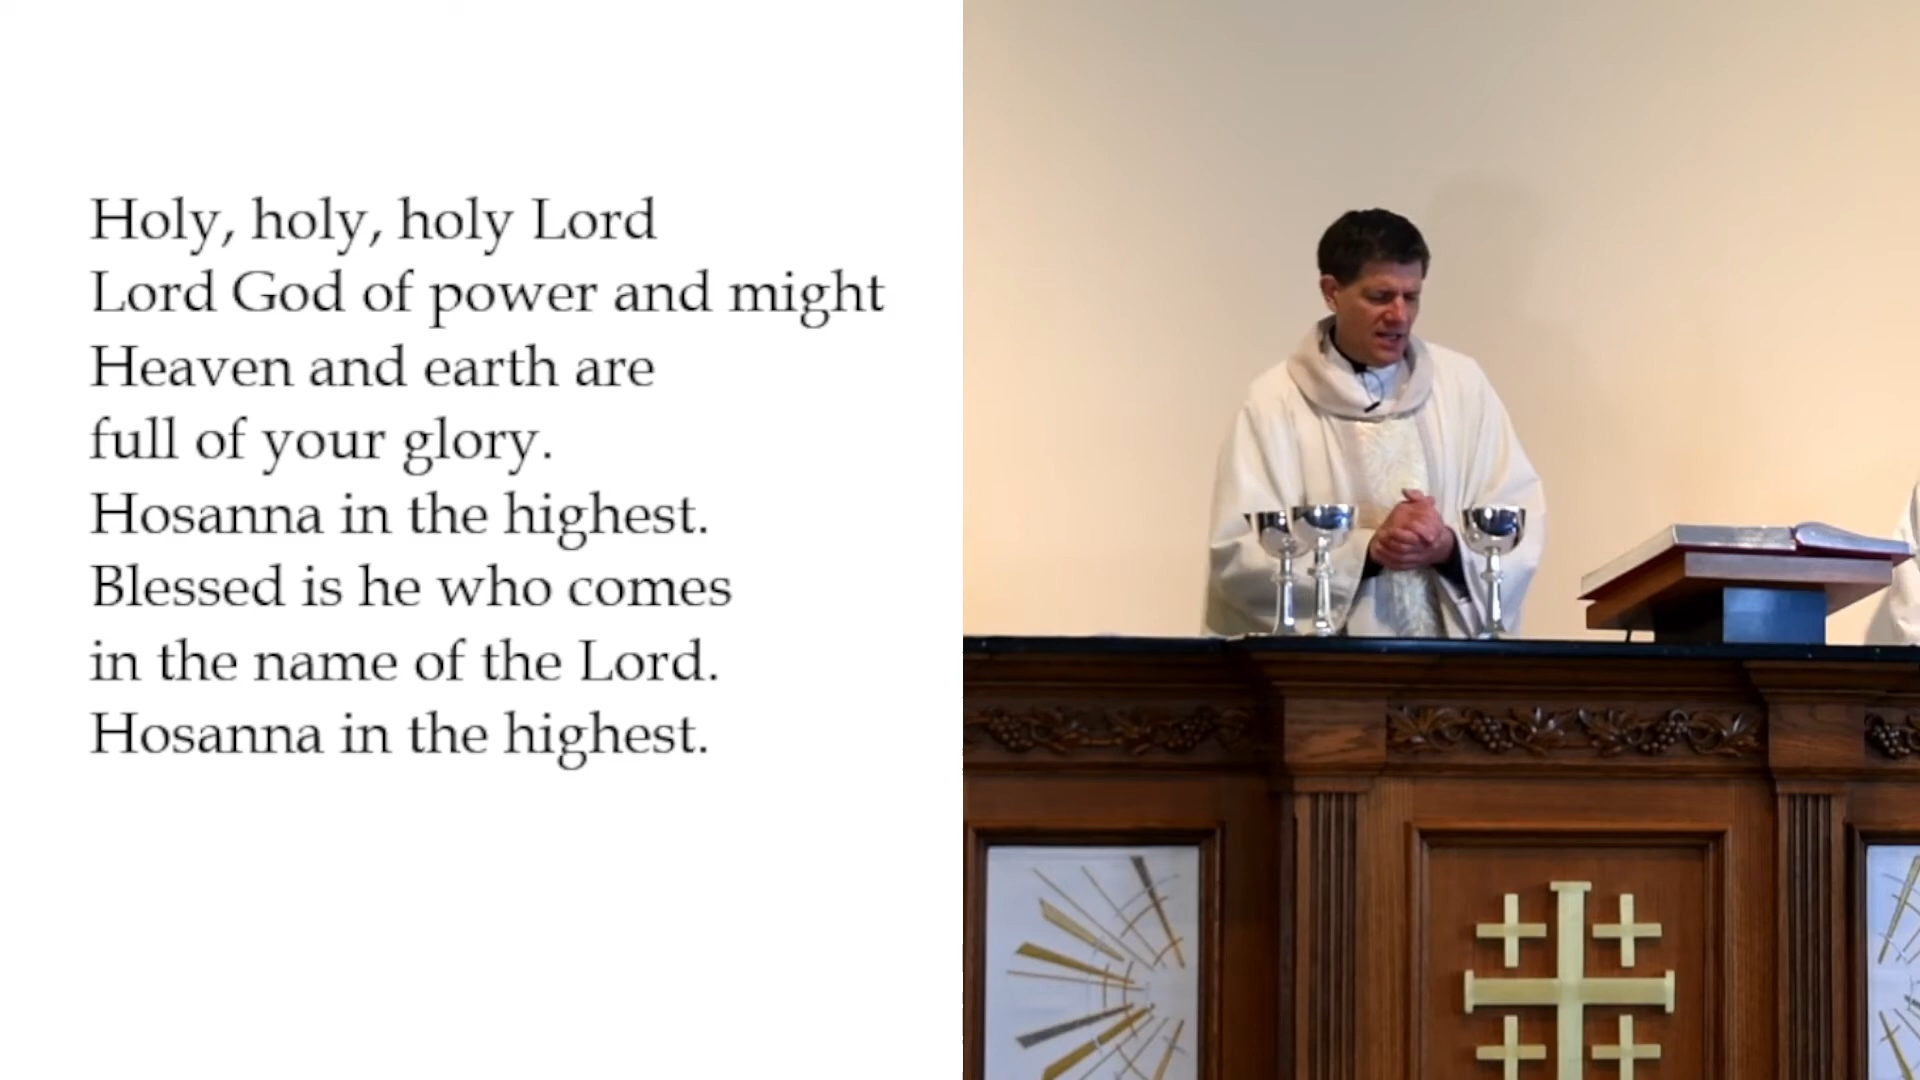 Holy, holy, holy Lord
Lord God of power and might
Heaven and earth are
full of your glory.
Hosanna in the highest.
Blessed is he who comes
in the name of the Lord.
Hosanna in the highest.